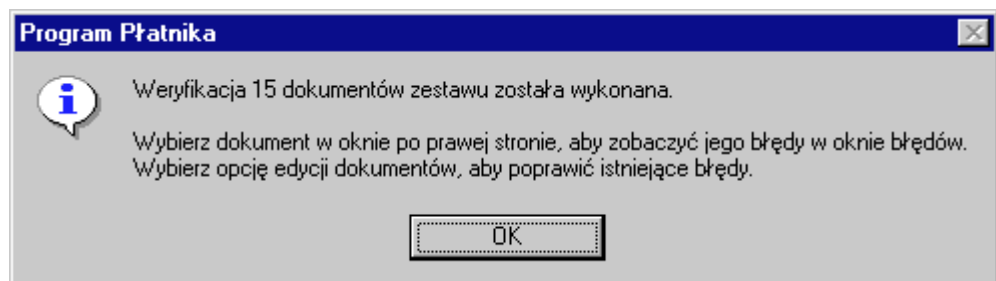 Program Płatnika
Weryfikacja 15 dokumentów zestawu została wykonana.
Wybierz dokument w oknie po prawej stronie, aby zobaczyć jego błędy w oknie błędów.
Wybierz opcję edycji dokumentów, aby poprawić istniejące błędy.
OK